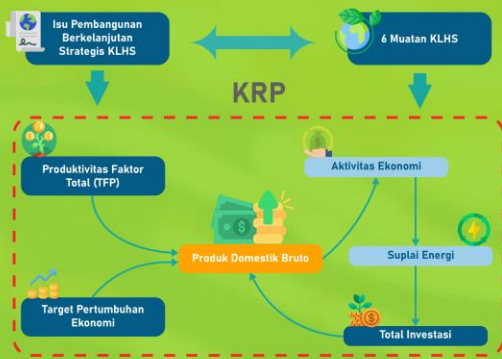 Isu Pembangunan
Berkelanjutan
Strategis KLHS
6 Muatan KLHS
KRP
Produktivitas Faktor
Total (TFP)
Aktivitas Ekonomi
Produk Domestik Bruto
Suplai Energi
Target Pertumbuhan
Ekonomi
Total Investasi